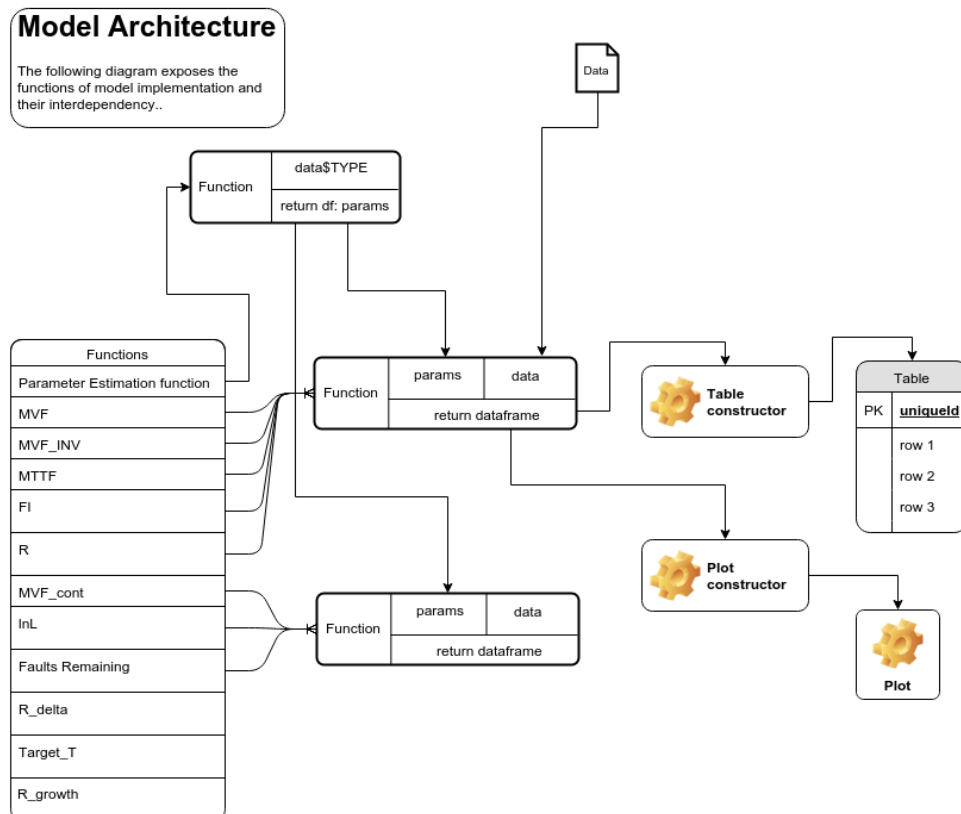 Model Architecture
The following diagram exposes the
functions of model implementation and
their interdependency..
Data
Function
data$TYPE
return df: params
Functions
Parameter Estimation function
MVF
MVF_INV
MTTF
FI
R
MVF_cont
lnL
Faults Remaining
R_delta
Target_T
R_growth
Function
params
data
return dataframe
Function
params
data
return dataframe
Table
constructor
Table
PK
uniqueId
row 1
row 2
row 3
Plot
constructor
Plot